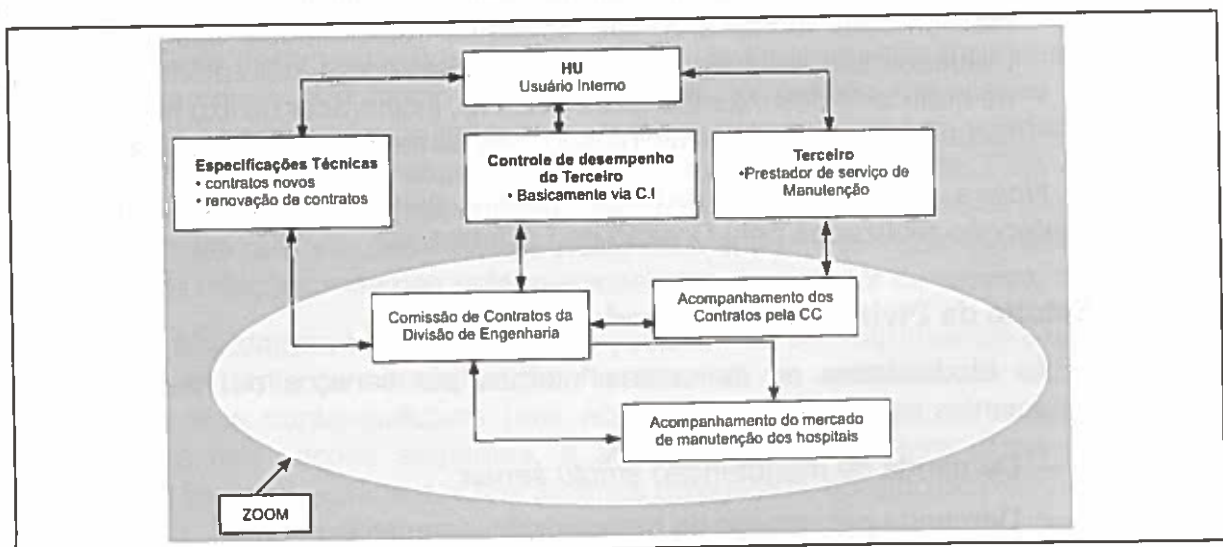 HU
Usuário Interno
Especificações Técnicas
• contratos novos
• renovação de contratos
Controle de desempenho
do Terceiro
• Basicamente via C.I
Terceiro
•Prestador de serviço de
Manutenção
Comissão de Contratos da
Divisão de Engenharia
Acompanhamento dos
Contratos pela CC
Acompanhamento do mercado
de manutenção dos hospitais
ZOOM